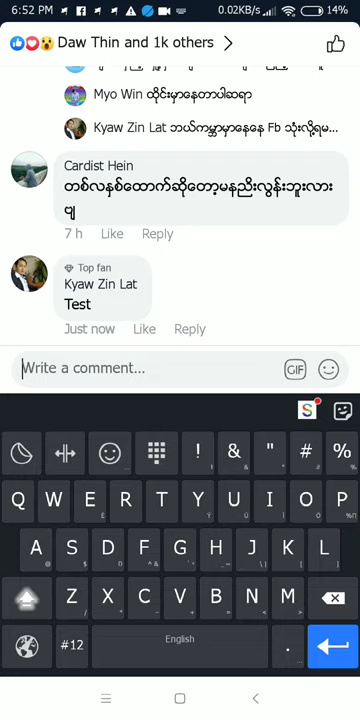 6:52 PM 0.02KB/s 14%
Daw Thin and 1k others
Myo Win ထိုင်းမှာနေတာပါဆရာ
Kyaw Zin Lat ဘယ်ကမ္ဘာမှာနေနေ Fb သုံးလို့ရမ...
Cardist Hein
တစ်လနှစ်ထောက်ဆိုတော့မနညီးလွန်းဘူးလား
ဗျ
7 h Like Reply
Top fan
Kyaw Zin Lat
Test
Just now Like Reply
Write a comment... GIF
S
! & " # %
Q W E R T Y U I O P
A S D F G H J K L
Z X C V B N M
#12 English .